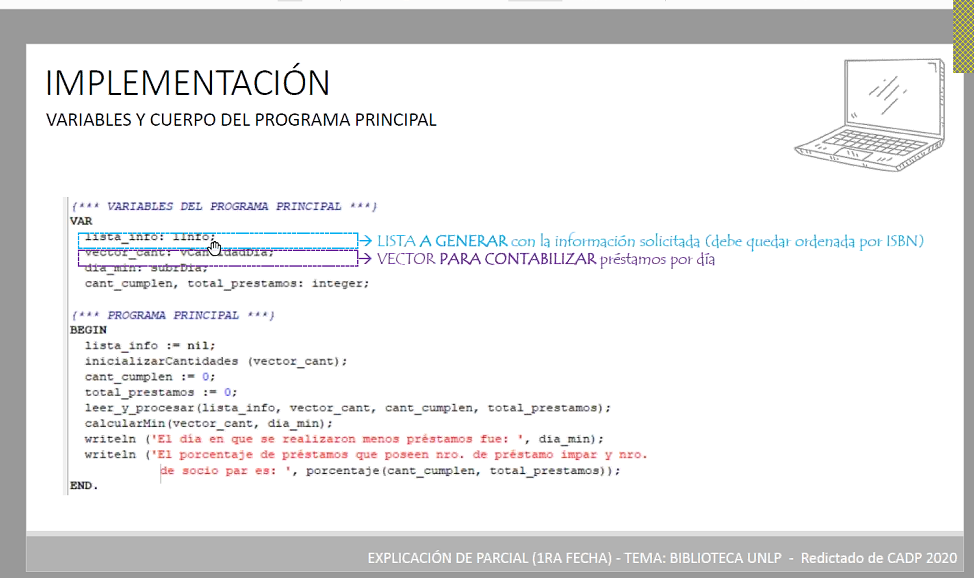 IMPLEMENTACIÓN
VARIABLES Y CUERPO DEL PROGRAMA PRINCIPAL
{*** VARIABLES DEL PROGRAMA PRINCIPAL ***}
VAR
lista_info: lInfo;
LISTA A GENERAR con la información solicitada (debe quedar ordenada por ISBN)
vector_cant: vCantidadDia;
VECTOR PARA CONTABILIZAR préstamos por día
dia_min: subrDia;
cant_cumplen, total_prestamos: integer;
{*** PROGRAMA PRINCIPAL ***}
BEGIN
lista_info := nil;
inicializarCantidades (vector_cant);
cant_cumplen := 0;
total_prestamos := 0;
leer_y_procesar(lista_info, vector_cant, cant_cumplen, total_prestamos);
calcularMin(vector_cant, dia_min);
writeln ('El día en que se realizaron menos préstamos fue: ', dia_min);
writeln ('El porcentaje de préstamos que poseen nro. de préstamo impar y nro.
de socio par es: ', porcentaje(cant_cumplen, total_prestamos));
END.
EXPLICACIÓN DE PARCIAL (1RA FECHA) - TEMA: BIBLIOTECA UNLP - Redictado de CADP 2020